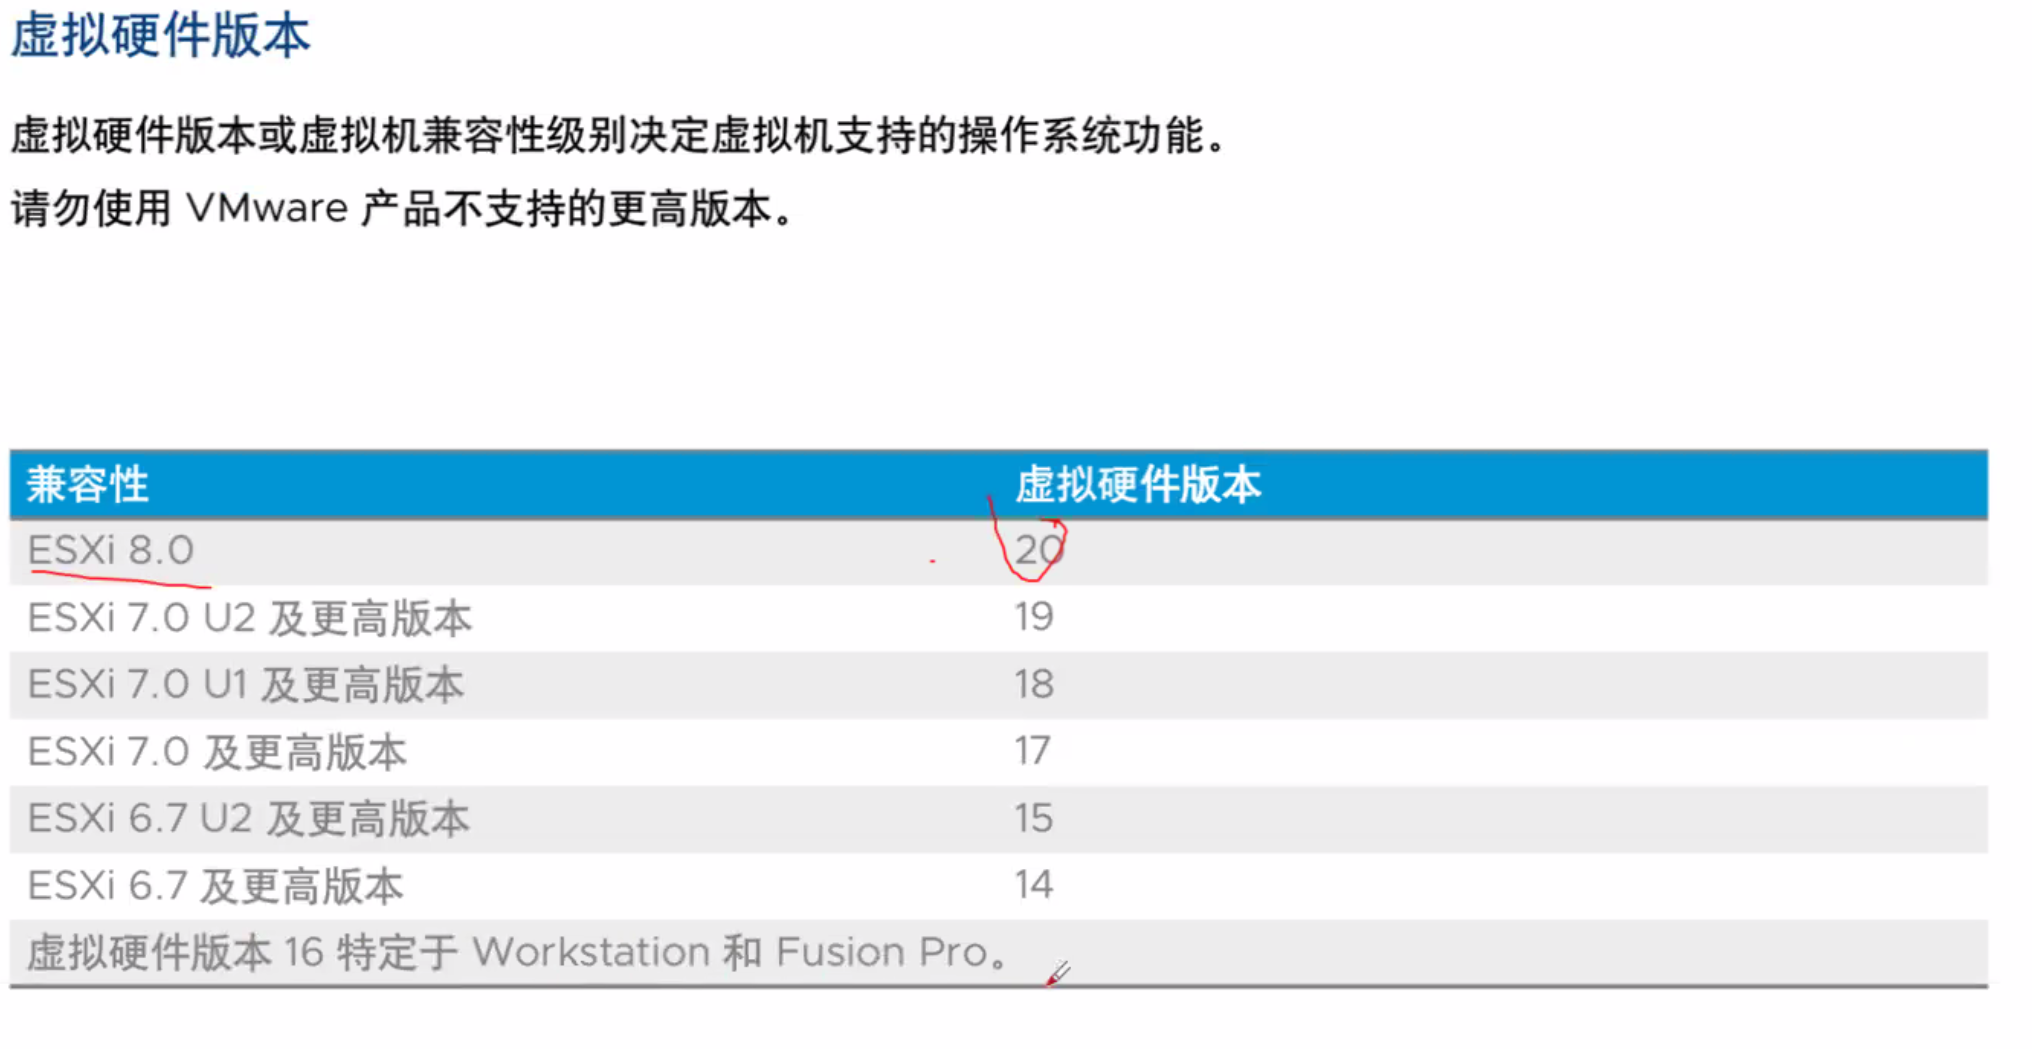 虚拟硬件版本
虚拟硬件版本或虚拟机兼容性级别决定虚拟机支持的操作系统功能。
请勿使用 VMware 产品不支持的更高版本。
兼容性 虚拟硬件版本
ESXi 8.0 20
ESXi 7.0 U2 及更高版本 19
ESXi 7.0 U1 及更高版本 18
ESXi 7.0 及更高版本 17
ESXi 6.7 U2 及更高版本 15
ESXi 6.7 及更高版本 14
虚拟硬件版本 16 特定于 Workstation 和 Fusion Pro。